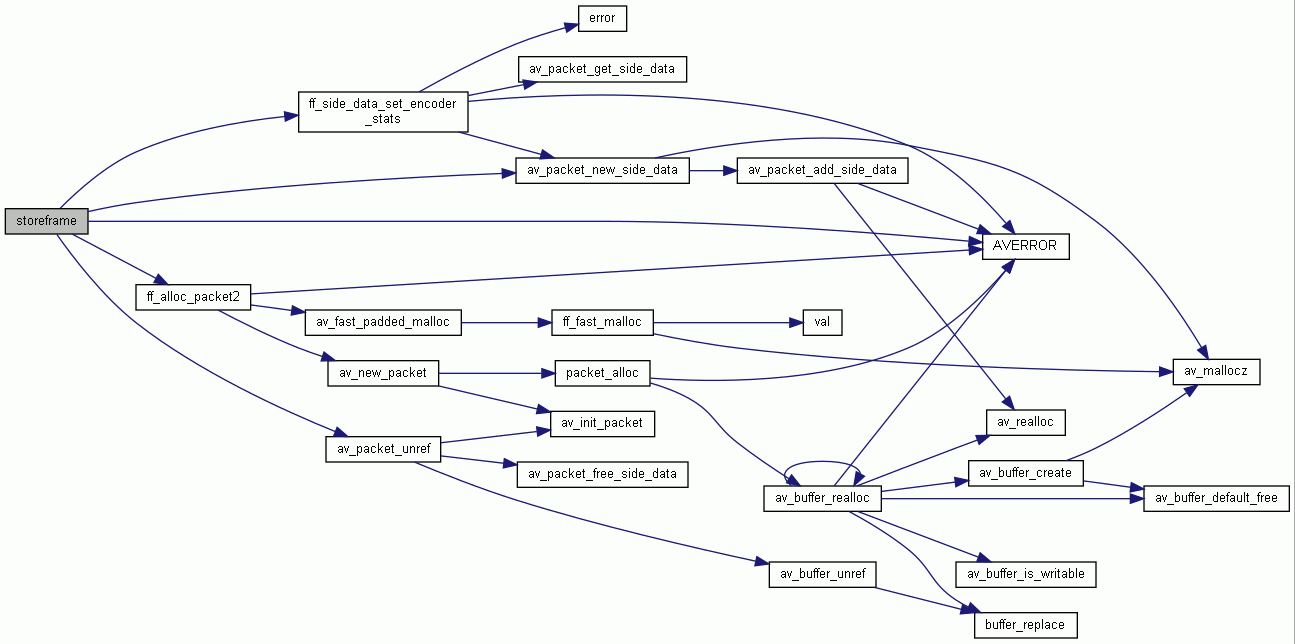 error
av_packet_get_side_data
ff_side_data_set_encoder
_stats
av_packet_new_side_data
av_packet_add_side_data
storeframe
AVERROR
ff_alloc_packet2
av_fast_padded_malloc
ff_fast_malloc
val
av_new_packet
packet_alloc
av_mallocz
av_init_packet
av_realloc
av_packet_unref
av_packet_free_side_data
av_buffer_create
av_buffer_realloc
av_buffer_default_free
av_buffer_unref
av_buffer_is_writable
buffer_replace